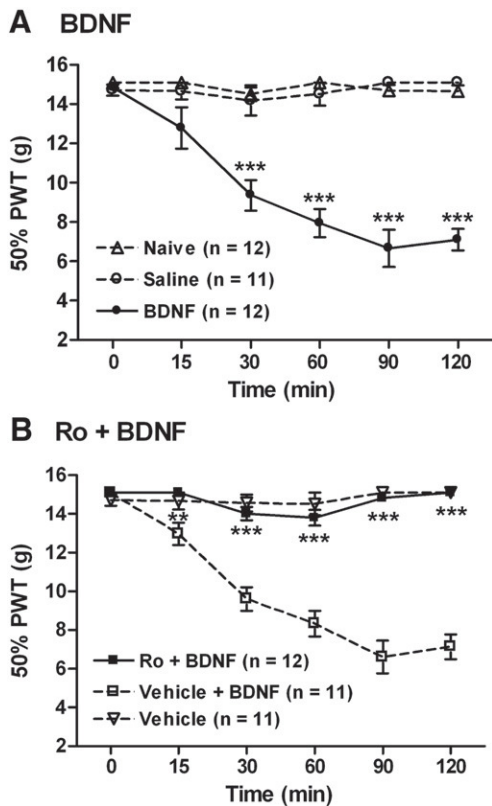 A BDNF
50% PWT (g)
16
14
12
10
8
6
4
2
***
***
***
***
Naive (n = 12)
Saline (n = 11)
BDNF (n = 12)
0 15 30 60 90 120
Time (min)
B Ro + BDNF
50% PWT (g)
16
14
12
10
8
6
4
2
**
***
***
***
***
Ro + BDNF (n = 12)
Vehicle + BDNF (n = 11)
Vehicle (n = 11)
0 15 30 60 90 120
Time (min)